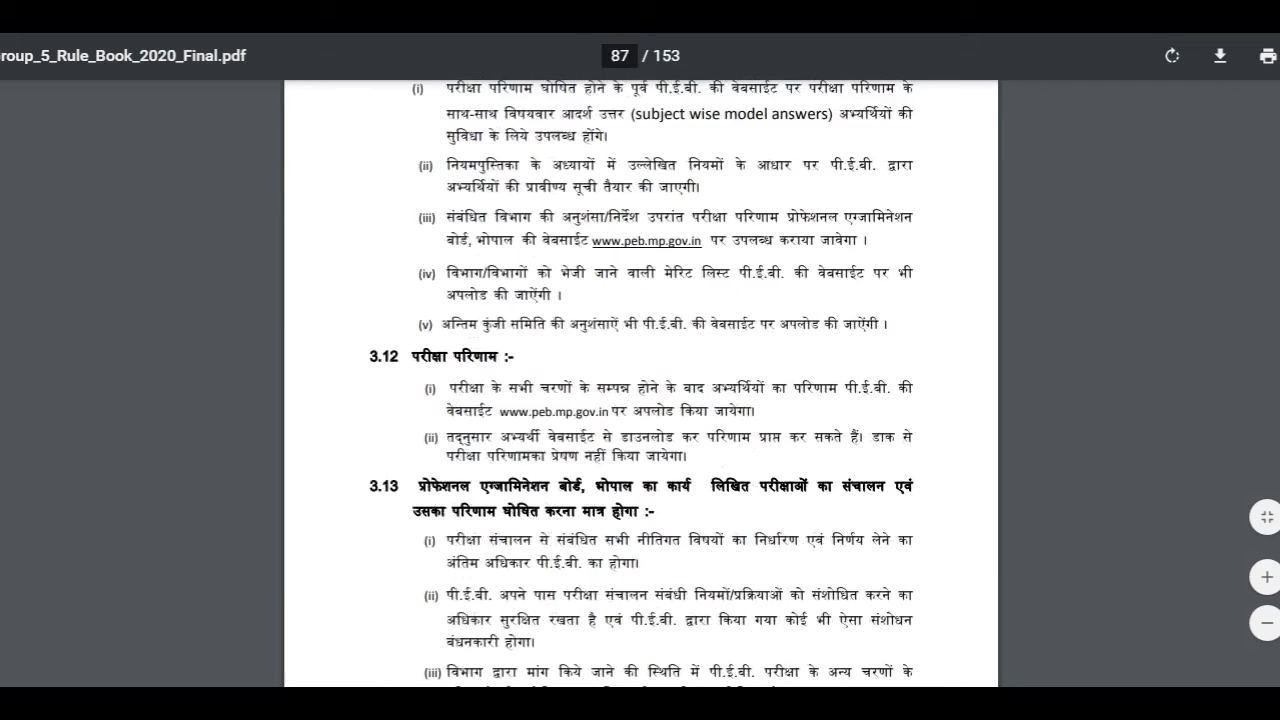 roup_5_Rule_Book_2020_Final.pdf
87 / 153
(i) परीक्षा परिणाम घोषित होने के पूर्व पी.ई.बी. की वेबसाईट पर परीक्षा परिणाम के
साथ-साथ विषयवार आदर्श उत्तर (subject wise model answers) अभ्यर्थियों की
सुविधा के लिये उपलब्ध होंगे।
(ii) नियमपुस्तिका के अध्यायों में उल्लेखित नियमों के आधार पर पी.ई.बी. द्वारा
अभ्यर्थियों की प्रावीण्य सूची तैयार की जाएगी।
(iii) संबंधित विभाग की अनुशंसा/निर्देश उपरांत परीक्षा परिणाम प्रोफेशनल एग्जामिनेशन
बोर्ड, भोपाल की वेबसाईट www.peb.mp.gov.in पर उपलब्ध कराया जावेगा ।
(iv) विभाग/विभागों को भेजी जाने वाली मेरिट लिस्ट पी.ई.बी. की वेबसाईट पर भी
अपलोड की जाऐंगी ।
(v) अन्तिम कुंजी समिति की अनुशंसाऐं भी पी.ई.बी. की वेबसाईट पर अपलोड की जाऐंगी ।
3.12 परीक्षा परिणाम :-
(i) परीक्षा के सभी चरणों के सम्पन्न होने के बाद अभ्यर्थियों का परिणाम पी.ई.बी. की
वेबसाईट www.peb.mp.gov.in पर अपलोड किया जायेगा।
(ii) तद्नुसार अभ्यर्थी वेबसाईट से डाउनलोड कर परिणाम प्राप्त कर सकते हैं। डाक से
परीक्षा परिणामका प्रेषण नहीं किया जायेगा।
3.13 प्रोफेशनल एग्जामिनेशन बोर्ड, भोपाल का कार्य लिखित परीक्षाओं का संचालन एवं
उसका परिणाम घोषित करना मात्र होगा :-
(i) परीक्षा संचालन से संबंधित सभी नीतिगत विषयों का निर्धारण एवं निर्णय लेने का
अंतिम अधिकार पी.ई.बी. का होगा।
(ii) पी.ई.बी. अपने पास परीक्षा संचालन संबंधी नियमों/प्रक्रियाओं को संशोधित करने का
अधिकार सुरक्षित रखता है एवं पी.ई.बी. द्वारा किया गया कोई भी ऐसा संशोधन
बंधनकारी होगा।
(iii) विभाग द्वारा मांग किये जाने की स्थिति में पी.ई.बी. परीक्षा के अन्य चरणों के